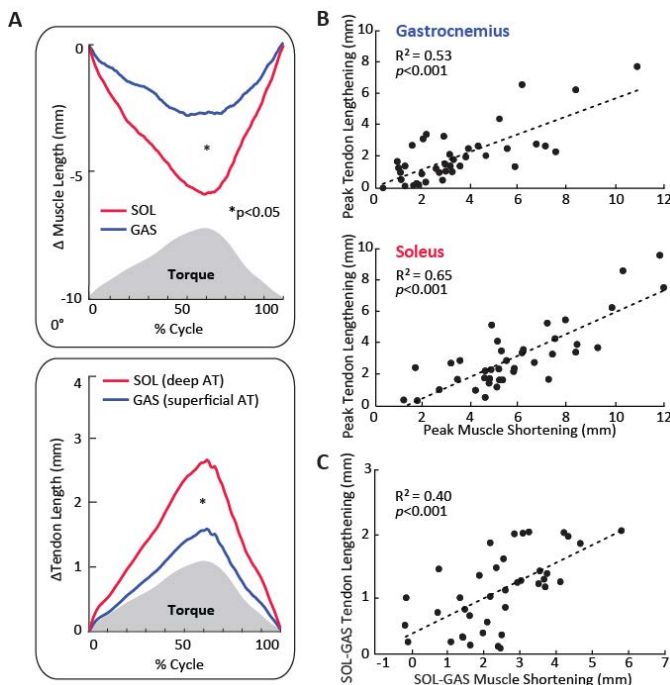 A
0
-5
-10
Δ Muscle Length (mm)
*
SOL
GAS
*p<0.05
Torque
0°
0
50
100
% Cycle
4
3
2
1
0
ΔTendon Length (mm)
SOL (deep AT)
GAS (superficial AT)
*
Torque
0
50
100
% Cycle
B
Gastrocnemius
R² = 0.53
p<0.001
Peak Tendon Lengthening (mm)
10
8
6
4
2
0
0
2
4
6
8
10
12
Soleus
R² = 0.65
p<0.001
Peak Tendon Lengthening (mm)
10
8
6
4
2
0
0
2
4
6
8
10
12
Peak Muscle Shortening (mm)
C
R² = 0.40
p<0.001
SOL-GAS Tendon Lengthening (mm)
3
2
1
0
-1
0
1
2
3
4
5
6
7
SOL-GAS Muscle Shortening (mm)